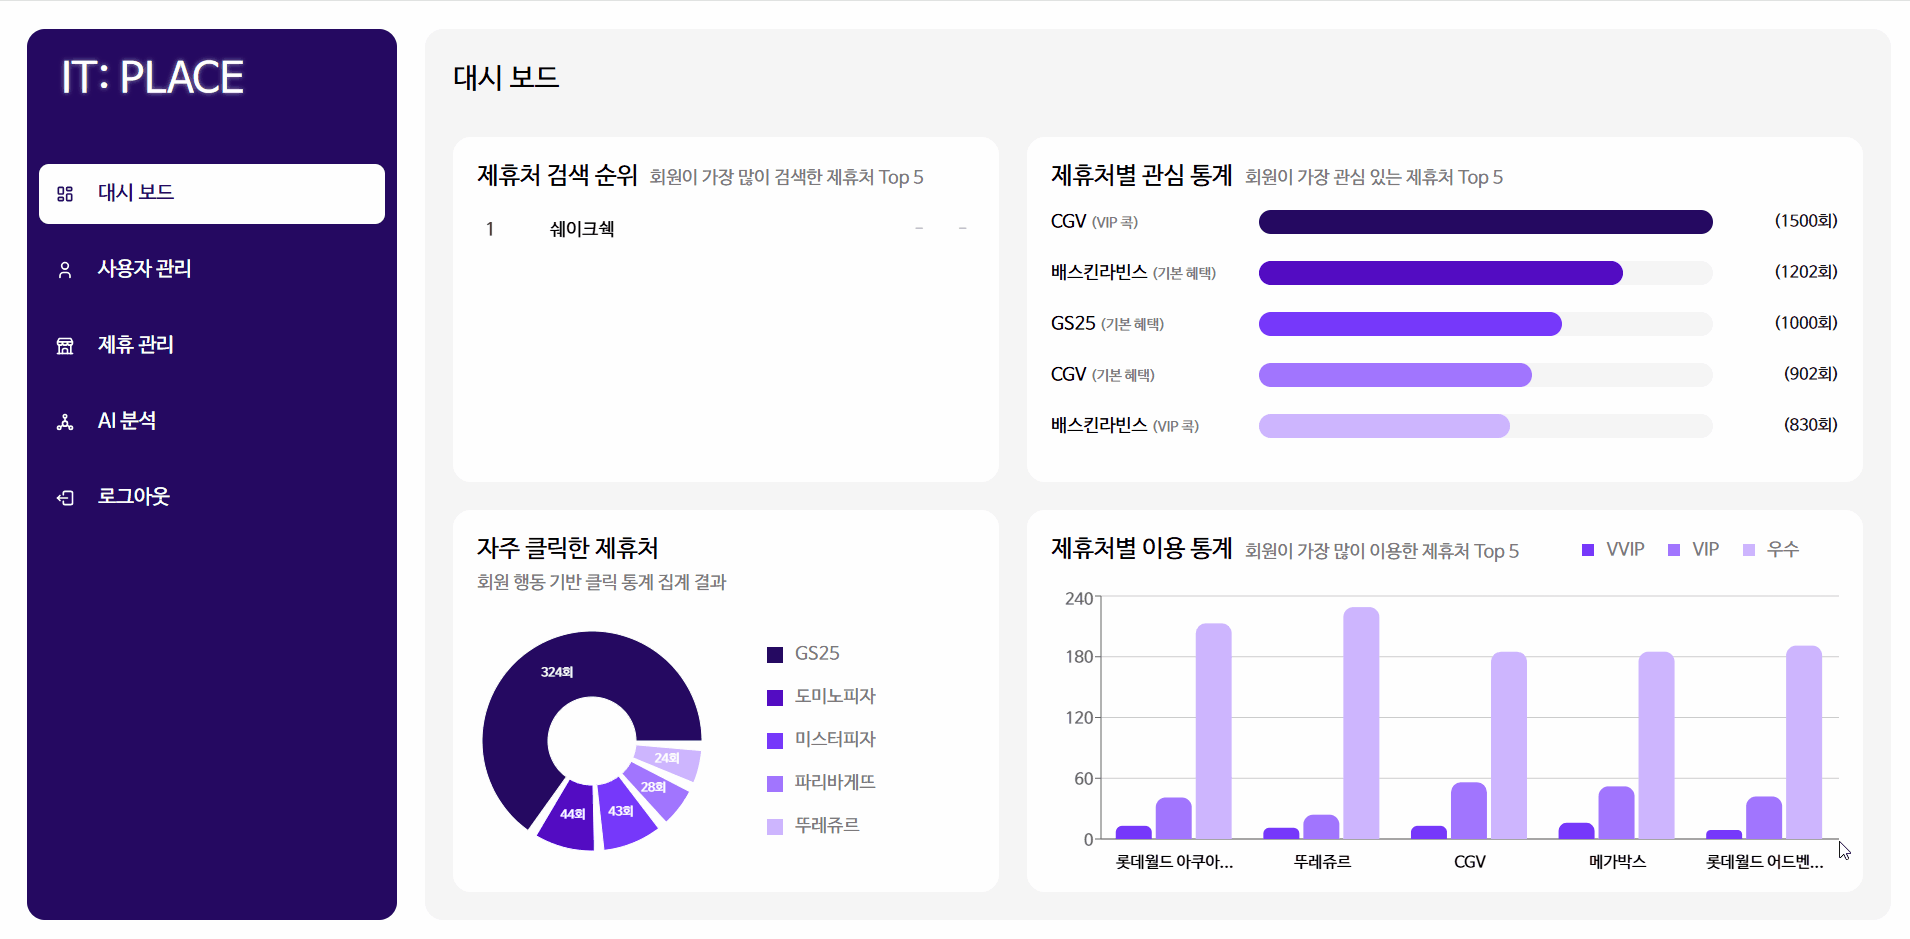 IT: PLACE
대시 보드
사용자 관리
제휴 관리
AI 분석
로그아웃
대시 보드
제휴처 검색 순위 회원이 가장 많이 검색한 제휴처 Top 5
1 쉐이크쉑 - -
제휴처별 관심 통계 회원이 가장 관심 있는 제휴처 Top 5
CGV (VIP 콕) (1500회)
배스킨라빈스 (기본 혜택) (1202회)
GS25 (기본 혜택) (1000회)
CGV (기본 혜택) (902회)
배스킨라빈스 (VIP 콕) (830회)
자주 클릭한 제휴처
회원 행동 기반 클릭 통계 집계 결과
324회
24회
28회
43회
44회
GS25
도미노피자
미스터피자
파리바게뜨
뚜레쥬르
제휴처별 이용 통계 회원이 가장 많이 이용한 제휴처 Top 5
VVIP VIP 우수
240
180
120
60
0
롯데월드 아쿠아... 뚜레쥬르 CGV 메가박스 롯데월드 어드벤...